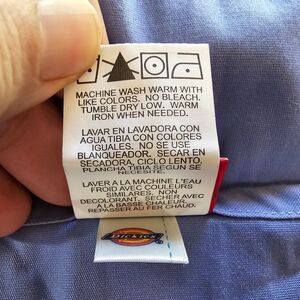 MACHINE WASH WARM WITH
LIKE COLORS. NO BLEACH.
TUMBLE DRY LOW. WARM
IRON WHEN NEEDED.
LAVAR EN LAVADORA CON
AGUA TIBIA CON COLORES
IGUALES. NO SE USE
BLANQUEADOR. SECAR EN
SECADORA, CICLO LENTO.
PLANCHA TIBIA SEGUN SE
NECESITE.
LAVER A LA MACHINE L'EAU
FROID AVEC COULEURS
SIMILAIRES. NON
DECOLORANT. SECHER AVEC
A LA BASSE CHALEUR.
REPASSER AU FER CHAUD.
Dickies